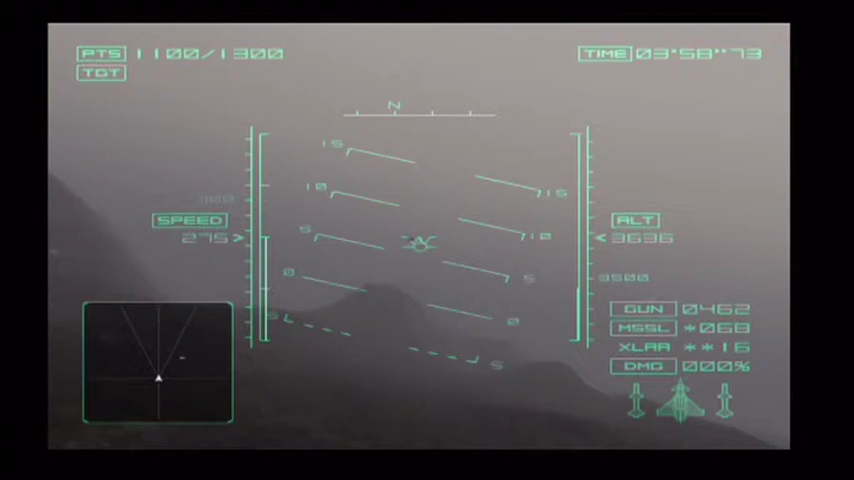 PTS 1100/1300
TGT
TIME 03'58"73
N
15 15
10 10
5 5
0 0
5 5
SPEED
275>
ALT
<3636
3500
GUN 0462
MSSL *068
XLAA **16
DMG 000%